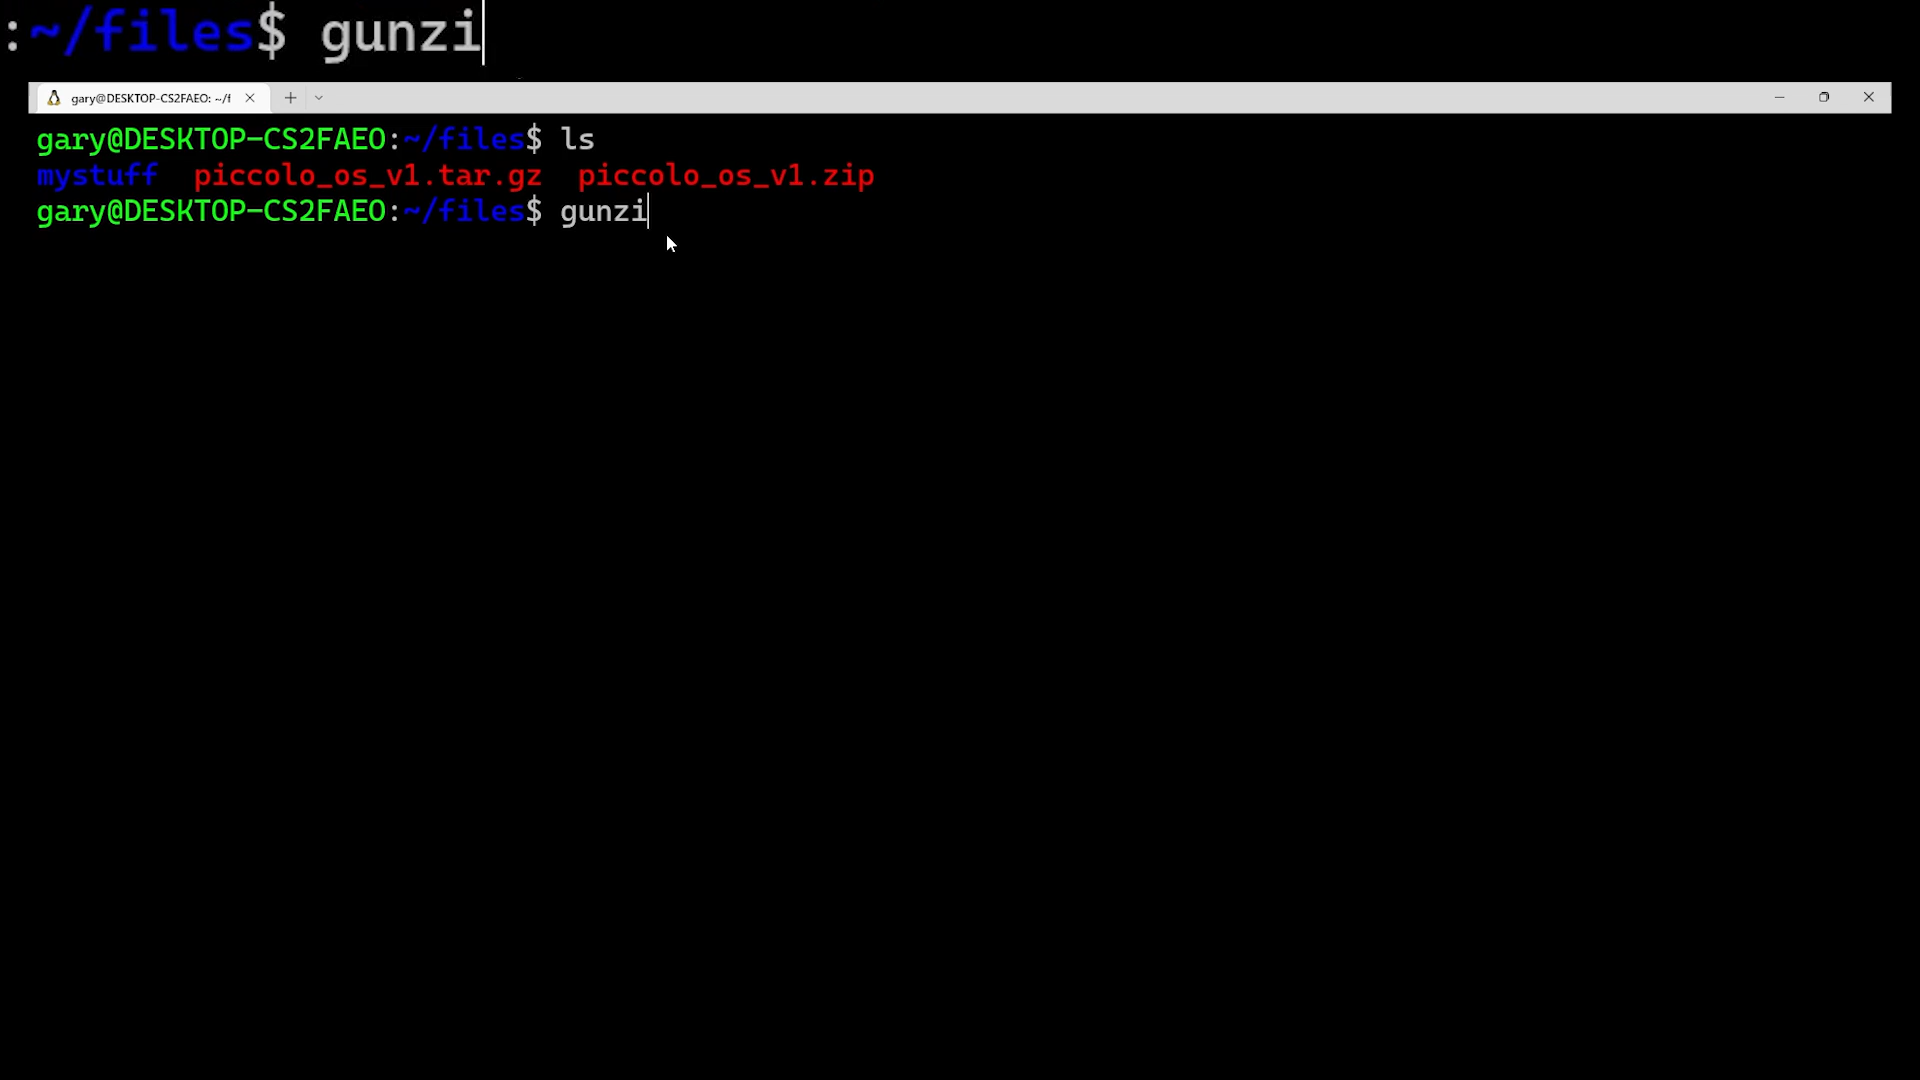 :~/files$ gunzi
gary@DESKTOP-CS2FAEO: ~/f
gary@DESKTOP-CS2FAEO:~/files$ ls
mystuff  piccolo_os_v1.tar.gz  piccolo_os_v1.zip
gary@DESKTOP-CS2FAEO:~/files$ gunzi